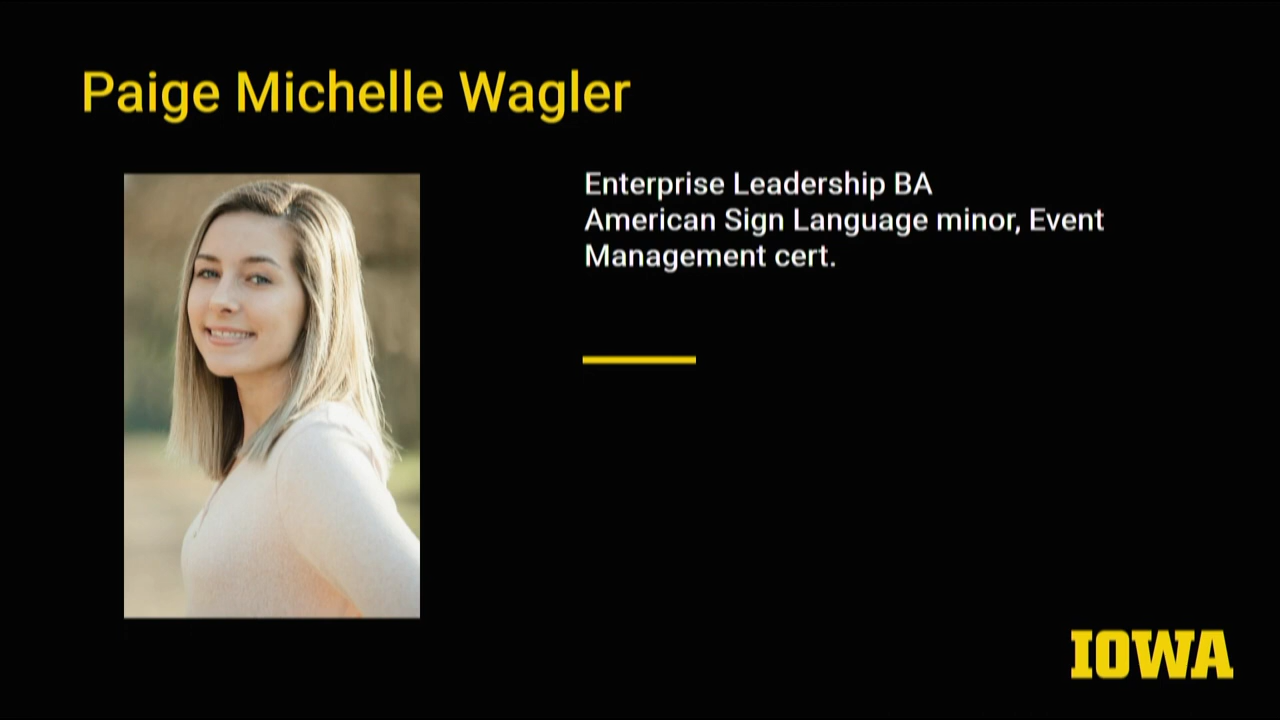 Paige Michelle Wagler
Enterprise Leadership BA
American Sign Language minor, Event
Management cert.
IOWA